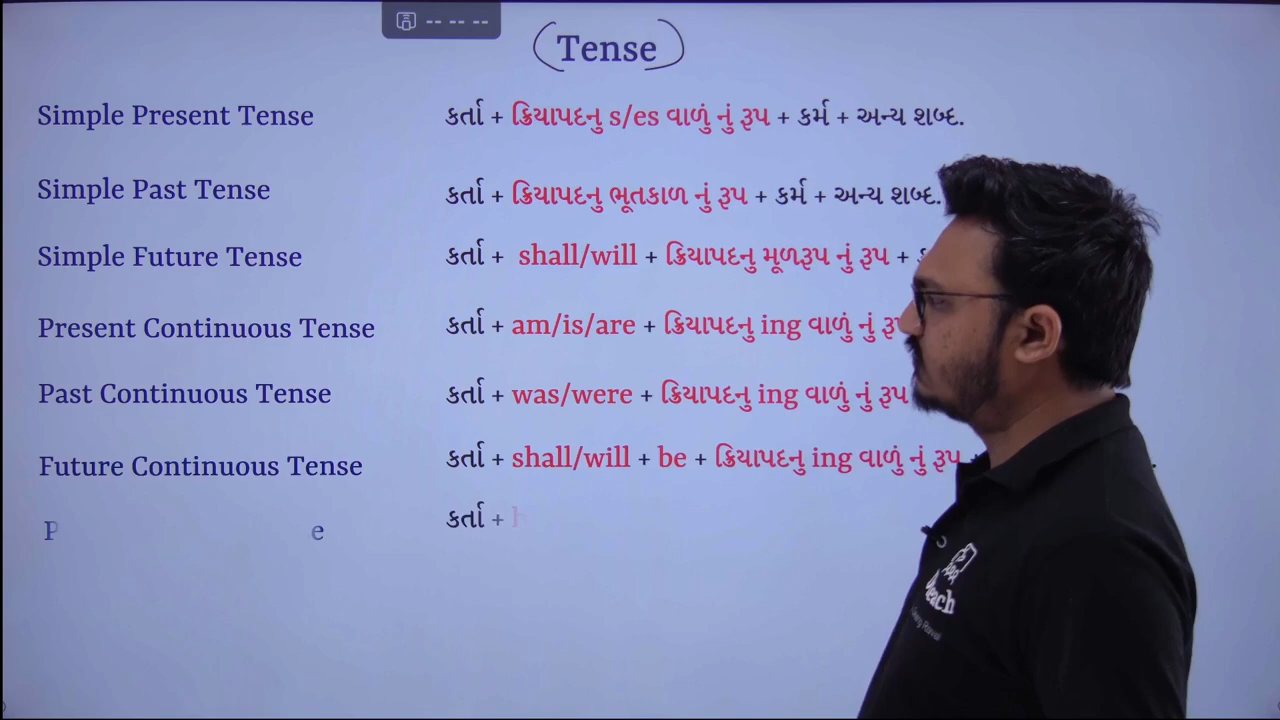 Tense
Simple Present Tense કર્તા + ક્રિયાપદનુ s/es વાળું નું રૂપ + કર્મ + અન્ય શબ્દ.
Simple Past Tense કર્તા + ક્રિયાપદનુ ભૂતકાળ નું રૂપ + કર્મ + અન્ય શબ્દ.
Simple Future Tense કર્તા + shall/will + ક્રિયાપદનુ મૂળરૂપ નું રૂપ +
Present Continuous Tense કર્તા + am/is/are + ક્રિયાપદનુ ing વાળું નું
Past Continuous Tense કર્તા + was/were + ક્રિયાપદનુ ing વાળું નું રૂપ
Future Continuous Tense કર્તા + shall/will + be + ક્રિયાપદનુ ing વાળું નું રૂપ
P e કર્તા + h